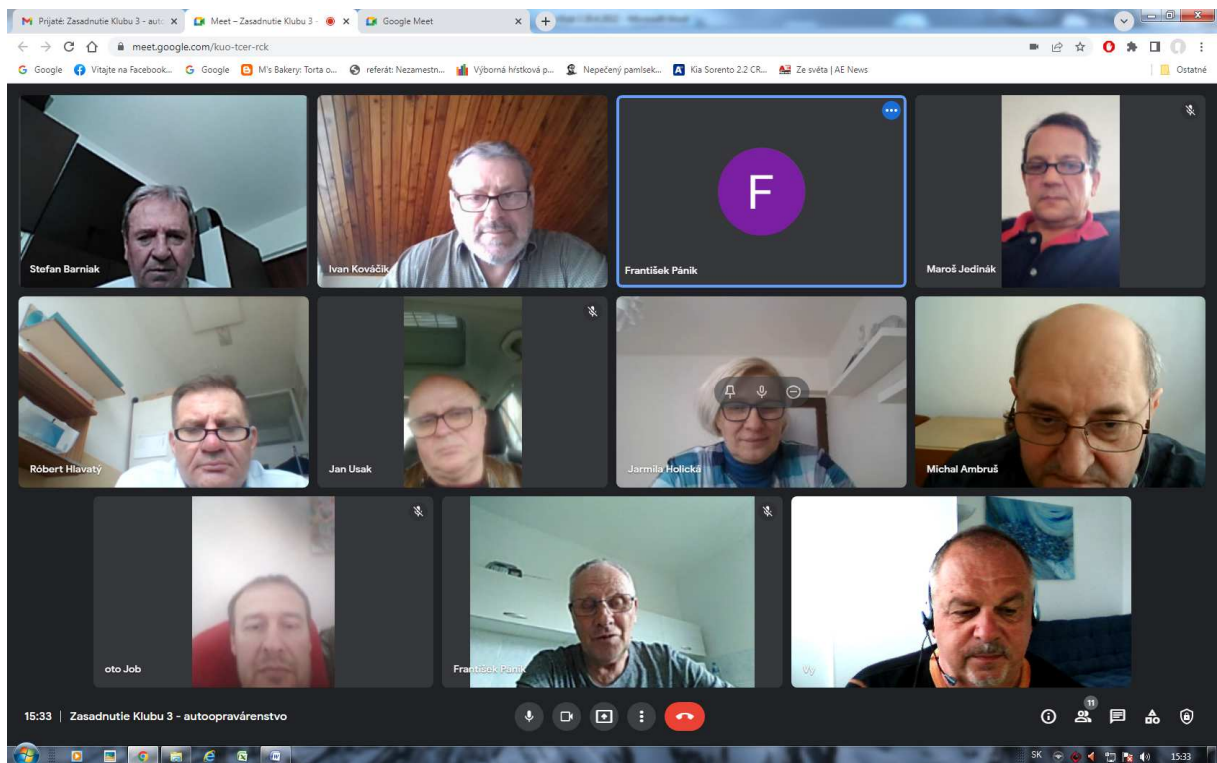 Prijaté: Zasadnutie Klubu 3 - auto
Meet – Zasadnutie Klubu 3 -
Google Meet
meet.google.com/kuo-tcer-rck
Google
Vitajte na Facebook...
Google
M's Bakery: Torta o...
referát: Nezamestn...
Výborná hŕstková p...
Nepečený pamlsek...
Kia Sorento 2.2 CR...
Ze světa | AE News
Ostatné
F
Stefan Barniak
Ivan Kováčik
František Pánik
Maroš Jedinák
Róbert Hlavatý
Jan Usak
Jarmila Holická
Michal Ambruš
oto Job
František Pánik
Vy
15:33 | Zasadnutie Klubu 3 - autoopravárenstvo
11
SK
15:33